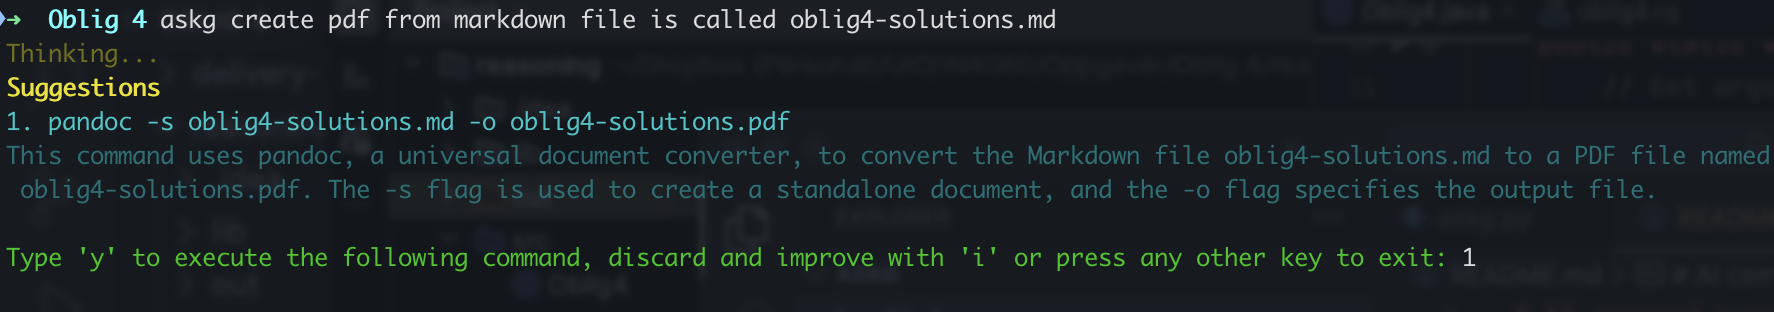 ➜  Oblig 4 askg create pdf from markdown file is called oblig4-solutions.md
Thinking...
Suggestions
1. pandoc -s oblig4-solutions.md -o oblig4-solutions.pdf
This command uses pandoc, a universal document converter, to convert the Markdown file oblig4-solutions.md to a PDF file named
oblig4-solutions.pdf. The -s flag is used to create a standalone document, and the -o flag specifies the output file.
Type 'y' to execute the following command, discard and improve with 'i' or press any other key to exit: 1